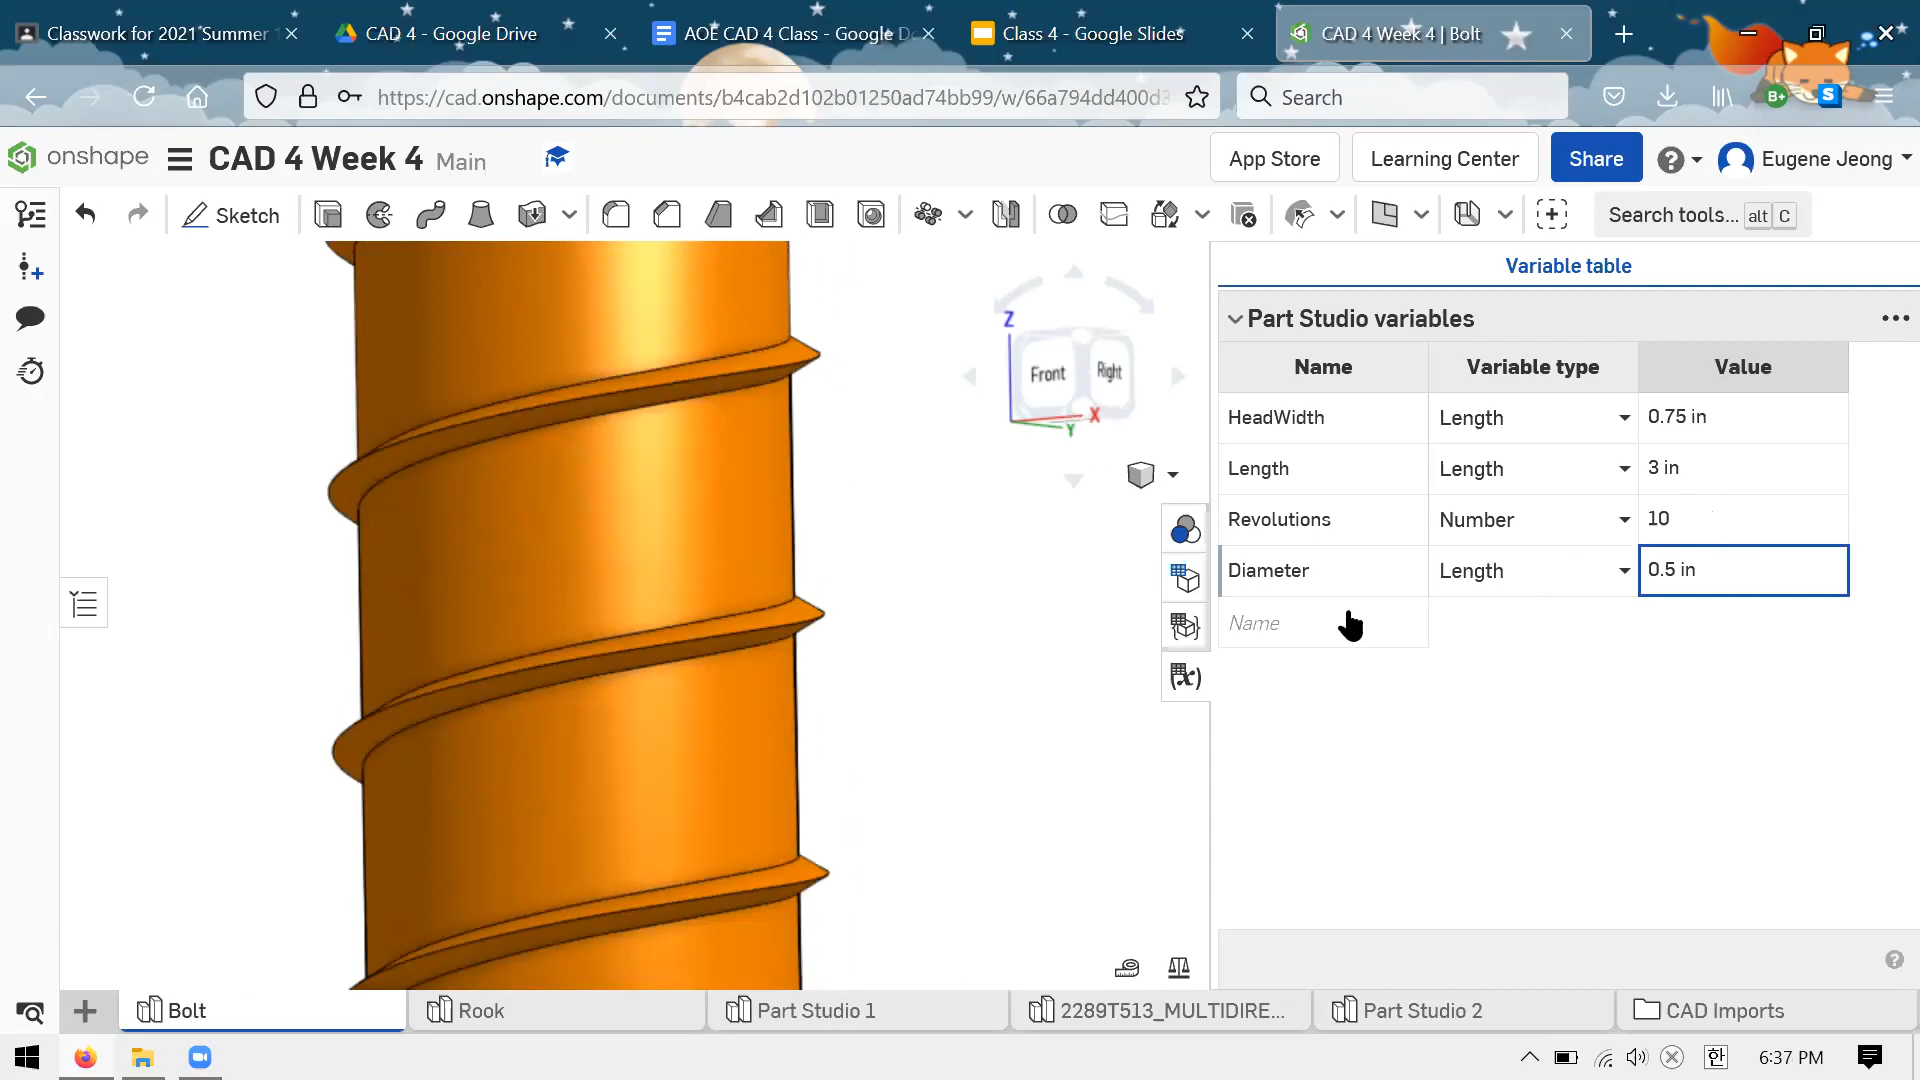 Classwork for 2021 Summer 1
CAD 4 - Google Drive
AOE CAD 4 Class - Google Do
Class 4 - Google Slides
CAD 4 Week 4 | Bolt
https://cad.onshape.com/documents/b4cab2d102b01250ad74bb99/w/66a794dd400d3
Search
B+
S
onshape
CAD 4 Week 4 Main
App Store
Learning Center
Share
Eugene Jeong
Sketch
Search tools... alt C
Variable table
Part Studio variables
Name Variable type Value
HeadWidth Length 0.75 in
Length Length 3 in
Revolutions Number 10
Diameter Length 0.5 in
Name
Z
Front
Right
X
Y
(x)
Bolt
Rook
Part Studio 1
2289T513_MULTIDIRE...
Part Studio 2
CAD Imports
한
6:37 PM